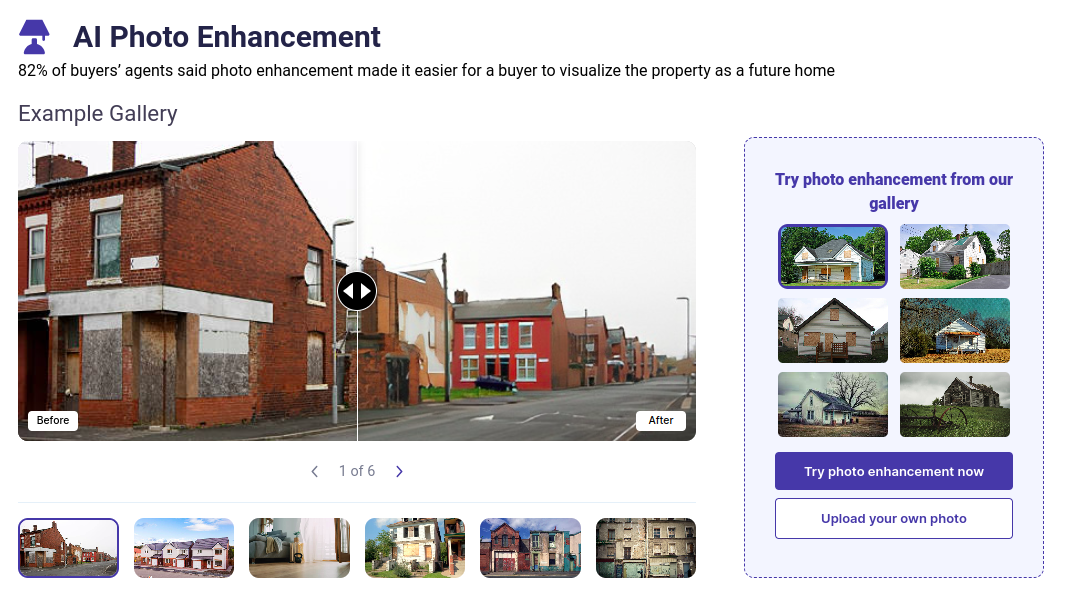 AI Photo Enhancement
82% of buyers’ agents said photo enhancement made it easier for a buyer to visualize the property as a future home
Example Gallery
Before
After
1 of 6
Try photo enhancement from our
gallery
Try photo enhancement now
Upload your own photo